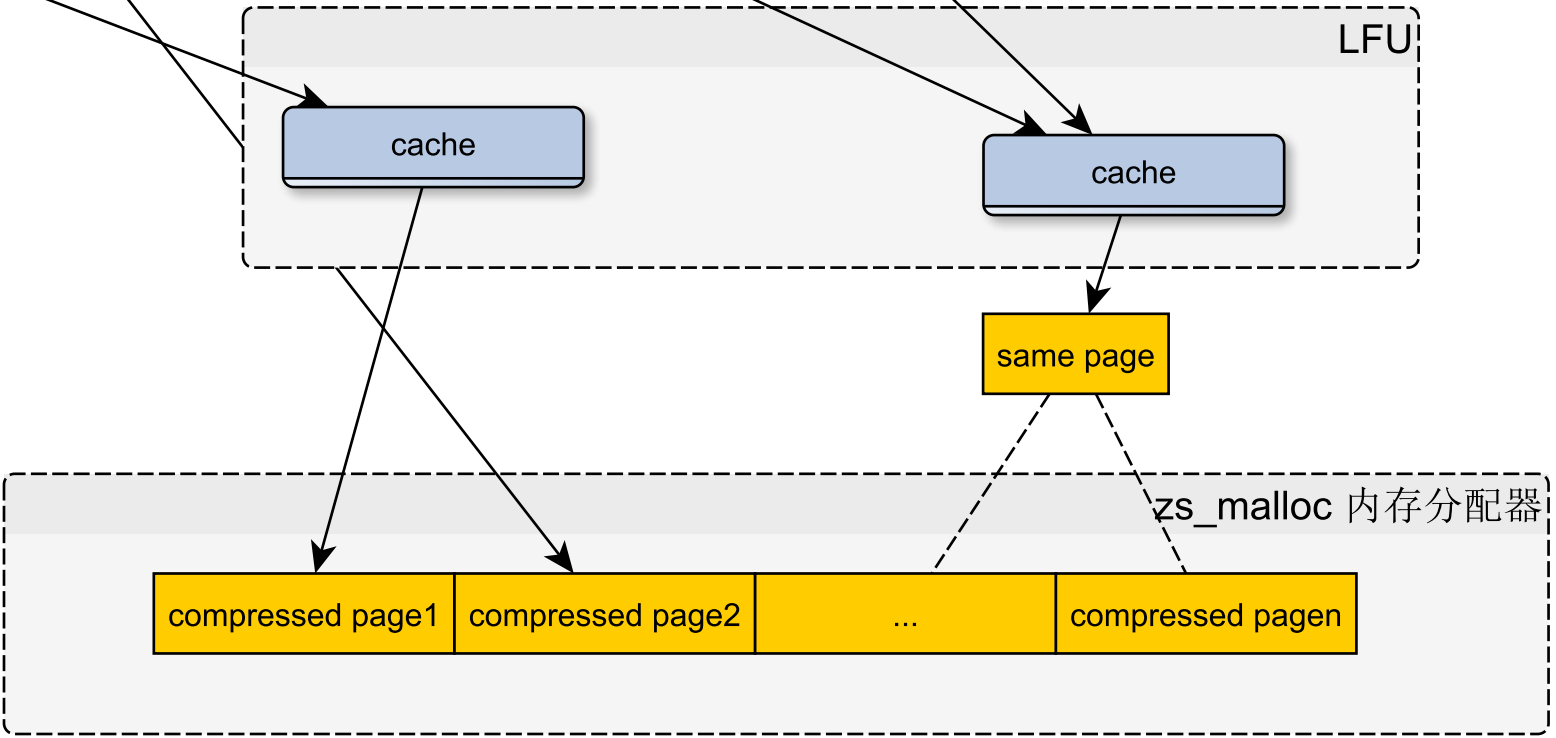 LFU
cache
cache
same page
zs_malloc 内存分配器
compressed page1
compressed page2
...
compressed pagen